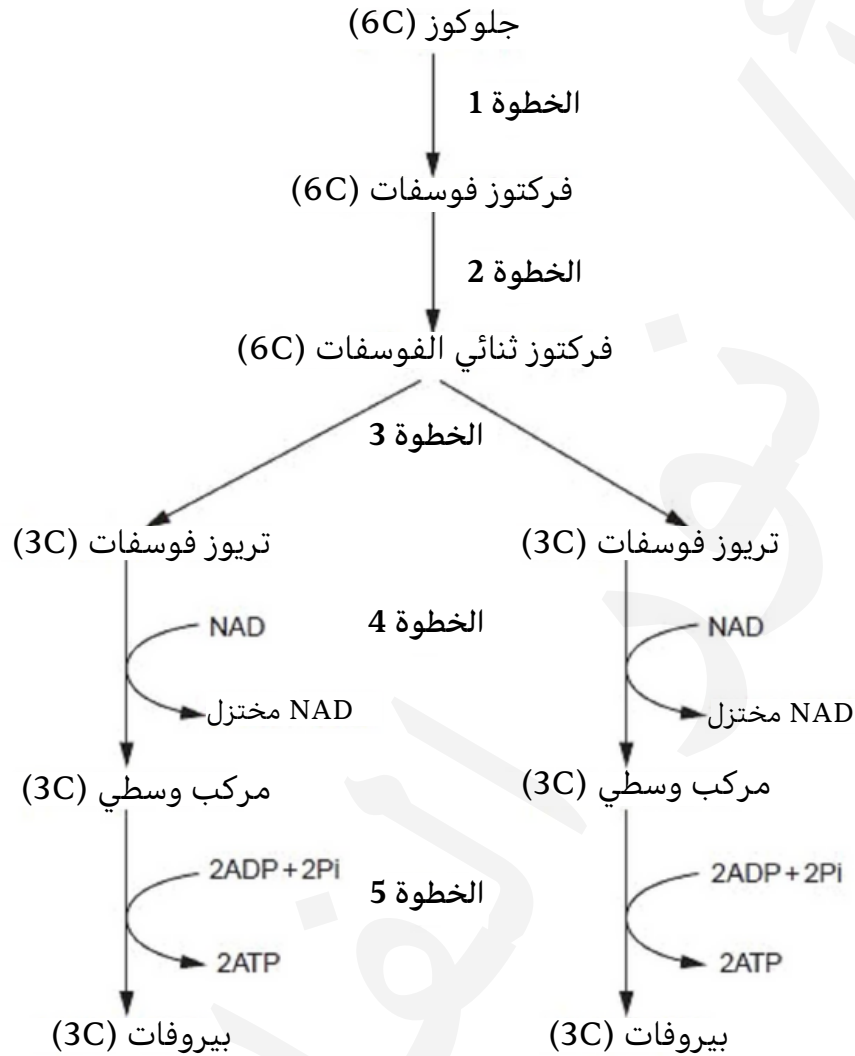 جلوكوز (6C)
الخطوة 1
فركتوز فوسفات (6C)
الخطوة 2
فركتوز ثنائي الفوسفات (6C)
الخطوة 3
تريوز فوسفات (3C)
تريوز فوسفات (3C)
NAD
الخطوة 4
NAD
NAD مختزل
NAD مختزل
مركب وسطي (3C)
مركب وسطي (3C)
2ADP+2Pi
الخطوة 5
2ADP+2Pi
2ATP
2ATP
بيروفات (3C)
بيروفات (3C)